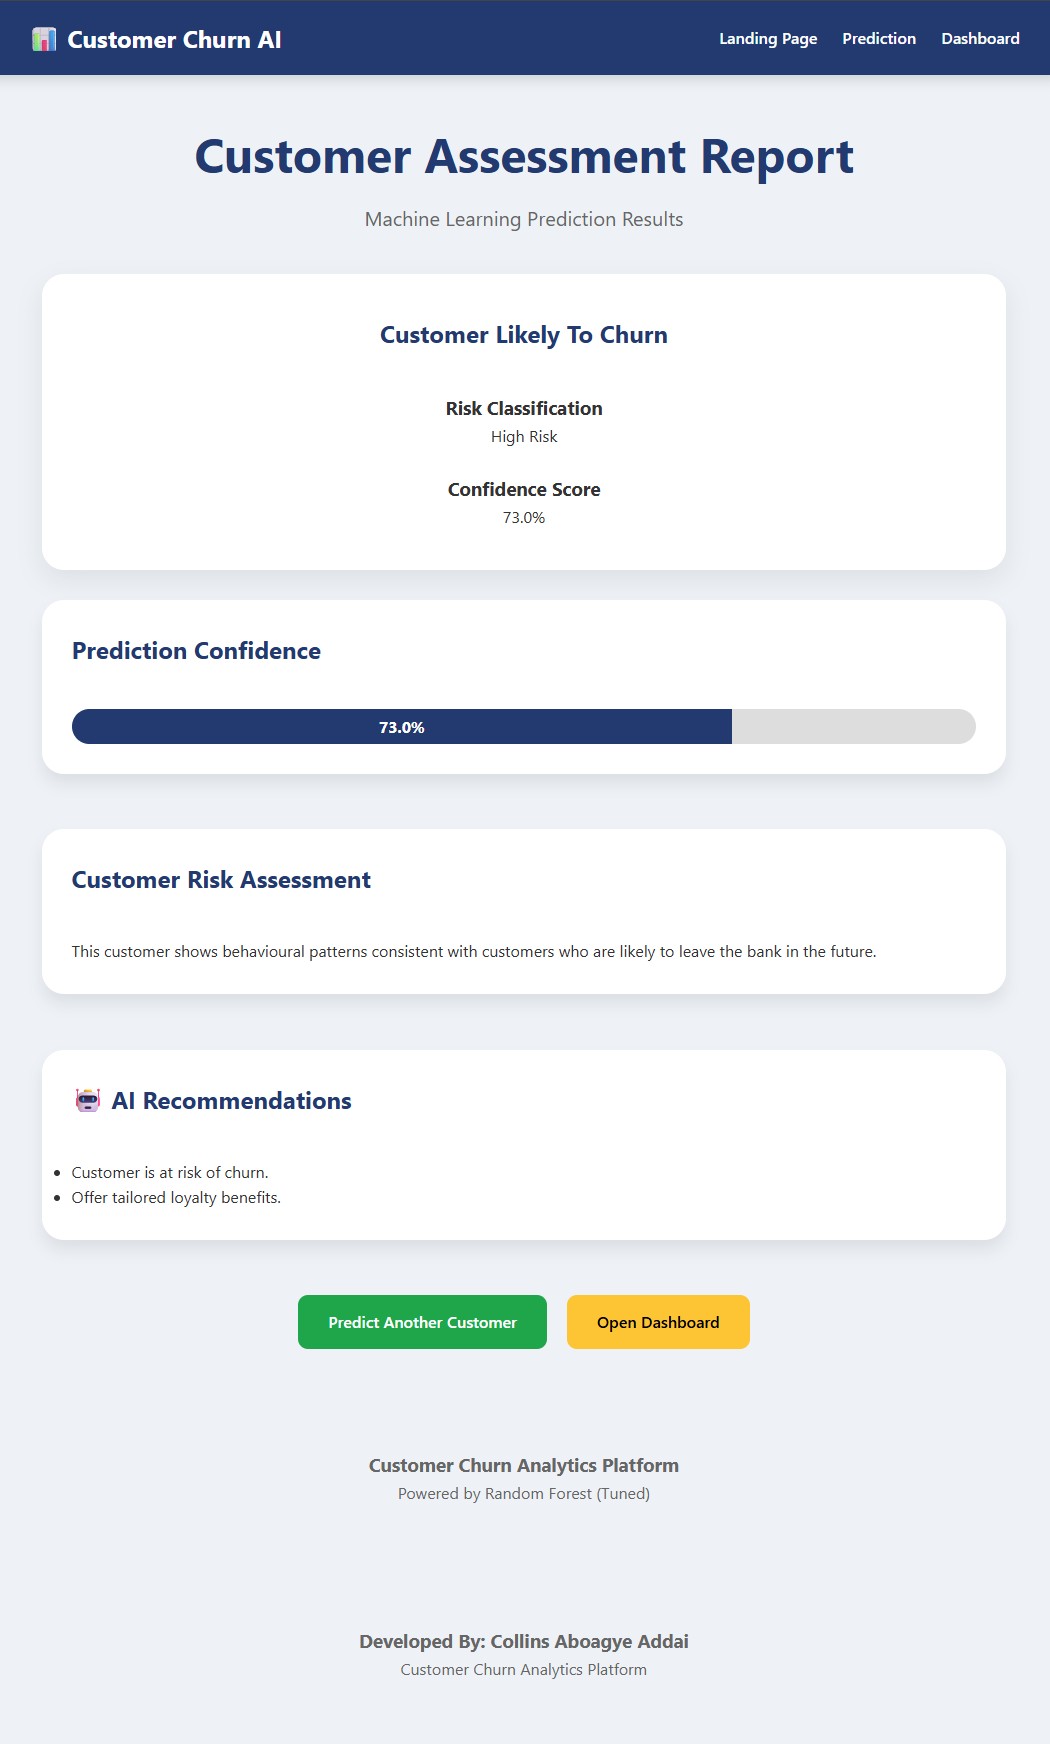 Customer Churn AI
Landing Page
Prediction
Dashboard
Customer Assessment Report
Machine Learning Prediction Results
Customer Likely To Churn
Risk Classification
High Risk
Confidence Score
73.0%
Prediction Confidence
73.0%
Customer Risk Assessment
This customer shows behavioural patterns consistent with customers who are likely to leave the bank in the future.
AI Recommendations
• Customer is at risk of churn.
• Offer tailored loyalty benefits.
Predict Another Customer
Open Dashboard
Customer Churn Analytics Platform
Powered by Random Forest (Tuned)
Developed By: Collins Aboagye Addai
Customer Churn Analytics Platform